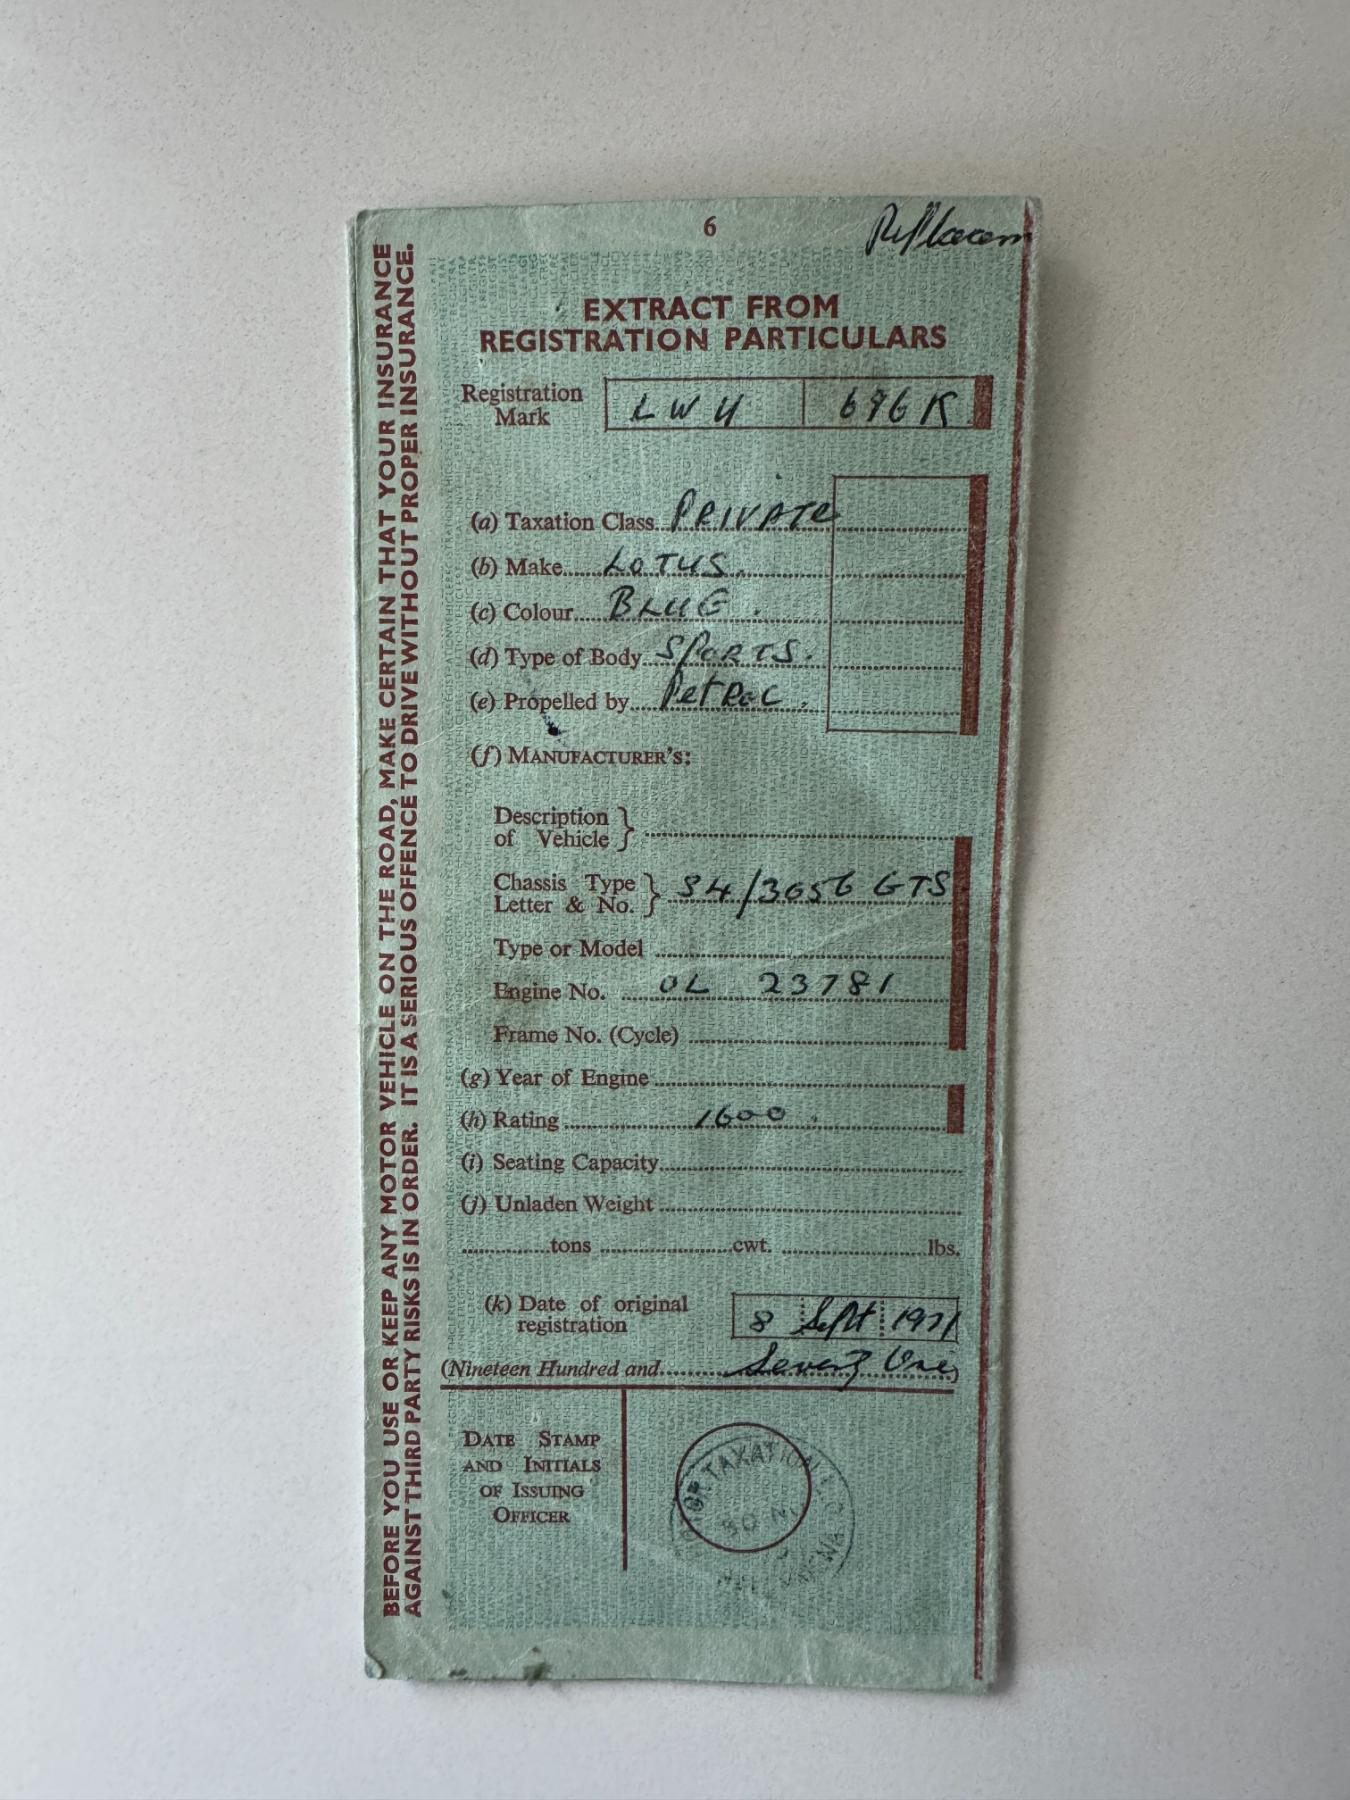 6
EXTRACT FROM
REGISTRATION PARTICULARS
Registration
Mark
LWU 696K
(a) Taxation Class PRIVATE
(b) Make LOTUS.
(c) Colour BLUE.
(d) Type of Body SPORTS.
(e) Propelled by PetRoL.
(f) MANUFACTURER'S:
Description
of Vehicle
Chassis Type
Letter & No. S4/3656 GTS
Type or Model
Engine No. OL 23781
Frame No. (Cycle)
(g) Year of Engine
(h) Rating 1600.
(i) Seating Capacity
(j) Unladen Weight
tons cwt. lbs.
(k) Date of original
registration 8 Sept 1971
(Nineteen Hundred and Seventy One)
DATE STAMP
AND INITIALS
OF ISSUING
OFFICER
TAXATION
BEFORE YOU USE OR KEEP ANY MOTOR VEHICLE ON THE ROAD, MAKE CERTAIN THAT YOUR INSURANCE
AGAINST THIRD PARTY RISKS IS IN ORDER. IT IS A SERIOUS OFFENCE TO DRIVE WITHOUT PROPER INSURANCE.